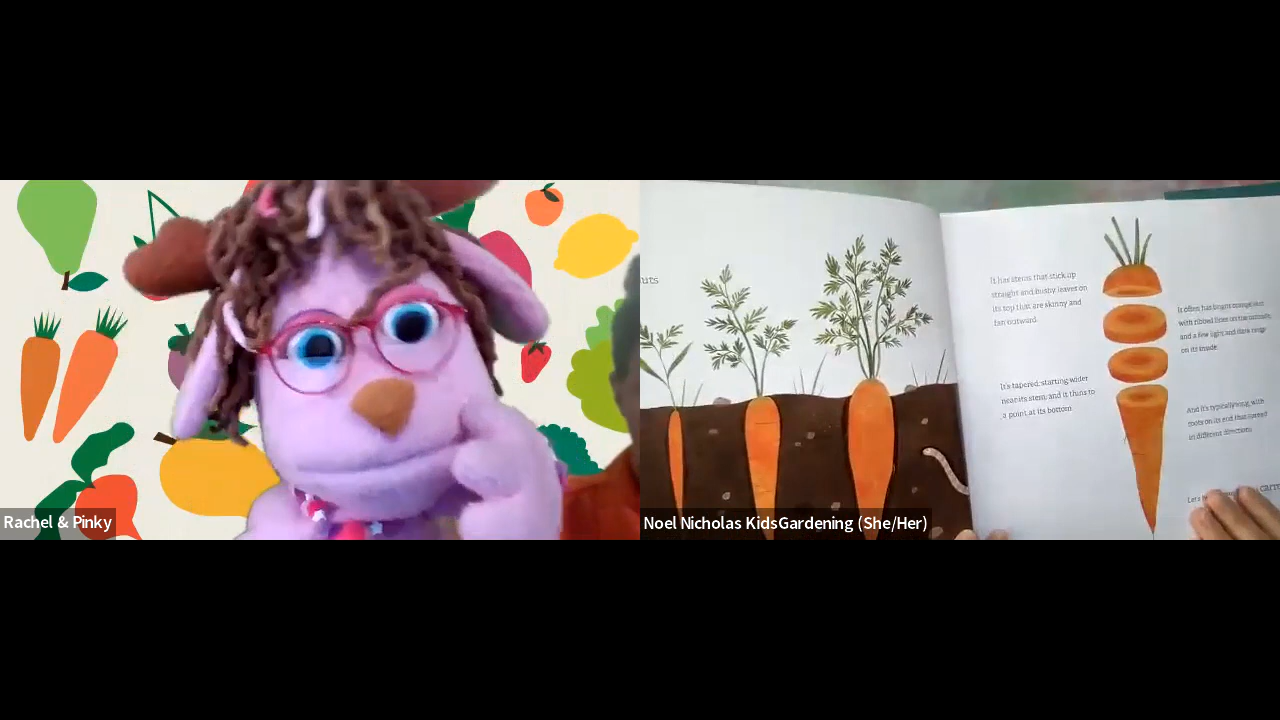 uts
It has stems that stick up
straight and bushy leaves on
its top that are skinny and
fan outward.
It's tapered, starting wider
near its stem, and it thins to
a point at its bottom.
It often has bright orange
with ribbed lines on the outside
and a few light and dark rings
on its inside.
And it's typically long, with
roots on its end that spread
in different directions.
Let's
Rachel & Pinky
Noel Nicholas KidsGardening (She/Her)